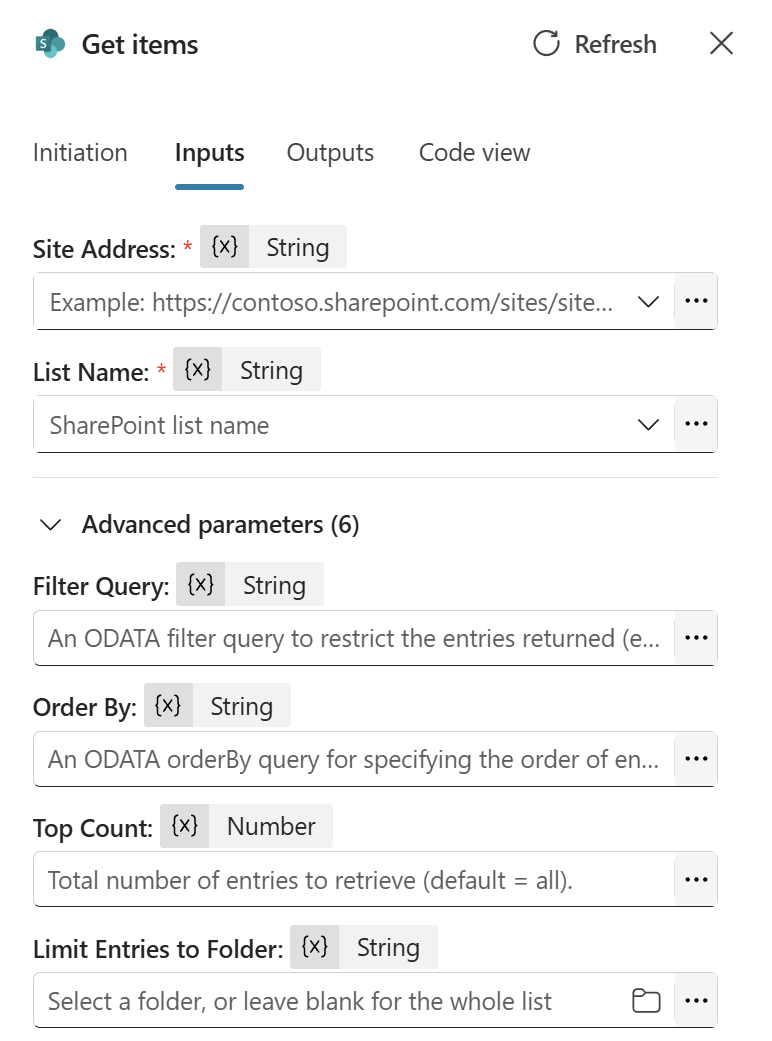 Get items Refresh
Initiation Inputs Outputs Code view
Site Address: * {x} String
Example: https://contoso.sharepoint.com/sites/site...
List Name: * {x} String
SharePoint list name
Advanced parameters (6)
Filter Query: {x} String
An ODATA filter query to restrict the entries returned (e...
Order By: {x} String
An ODATA orderBy query for specifying the order of en...
Top Count: {x} Number
Total number of entries to retrieve (default = all).
Limit Entries to Folder: {x} String
Select a folder, or leave blank for the whole list